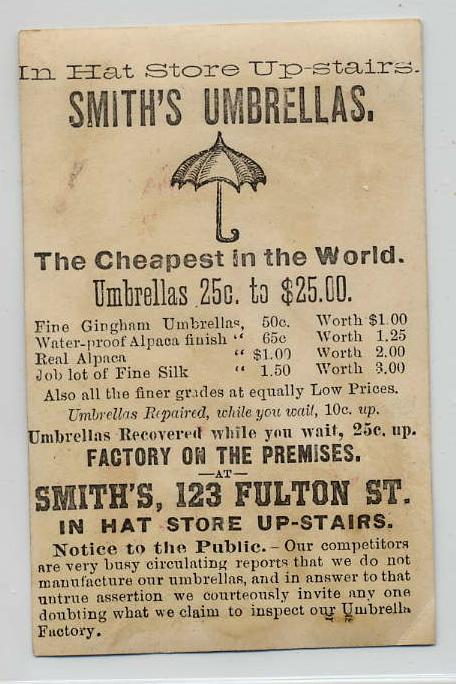 In Hat Store Up-stairs.
SMITH'S UMBRELLAS.
The Cheapest in the World.
Umbrellas 25c. to $25.00.
Fine Gingham Umbrellas, 50c. Worth $1.00
Water-proof Alpaca finish “ 65c Worth 1.25
Real Alpaca “ $1.00 Worth 2.00
Job lot of Fine Silk “ 1.50 Worth 3.00
Also all the finer grades at equally Low Prices.
Umbrellas Repaired, while you wait, 10c. up.
Umbrellas Recovered while you wait, 25c. up.
FACTORY ON THE PREMISES.
—AT—
SMITH'S, 123 FULTON ST.
IN HAT STORE UP-STAIRS.
Notice to the Public.–Our competitors
are very busy circulating reports that we do not
manufacture our umbrellas, and in answer to that
untrue assertion we courteously invite any one
doubting what we claim to inspect our Umbrella
Factory.